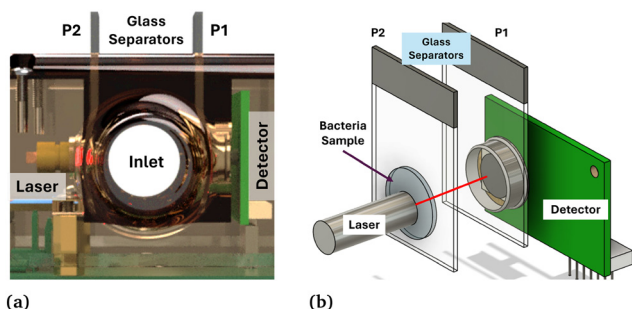 P2
Glass
Separators
P1
Inlet
Laser
Detector
(a)
P2
Glass
Separators
P1
Bacteria
Sample
Laser
Detector
(b)